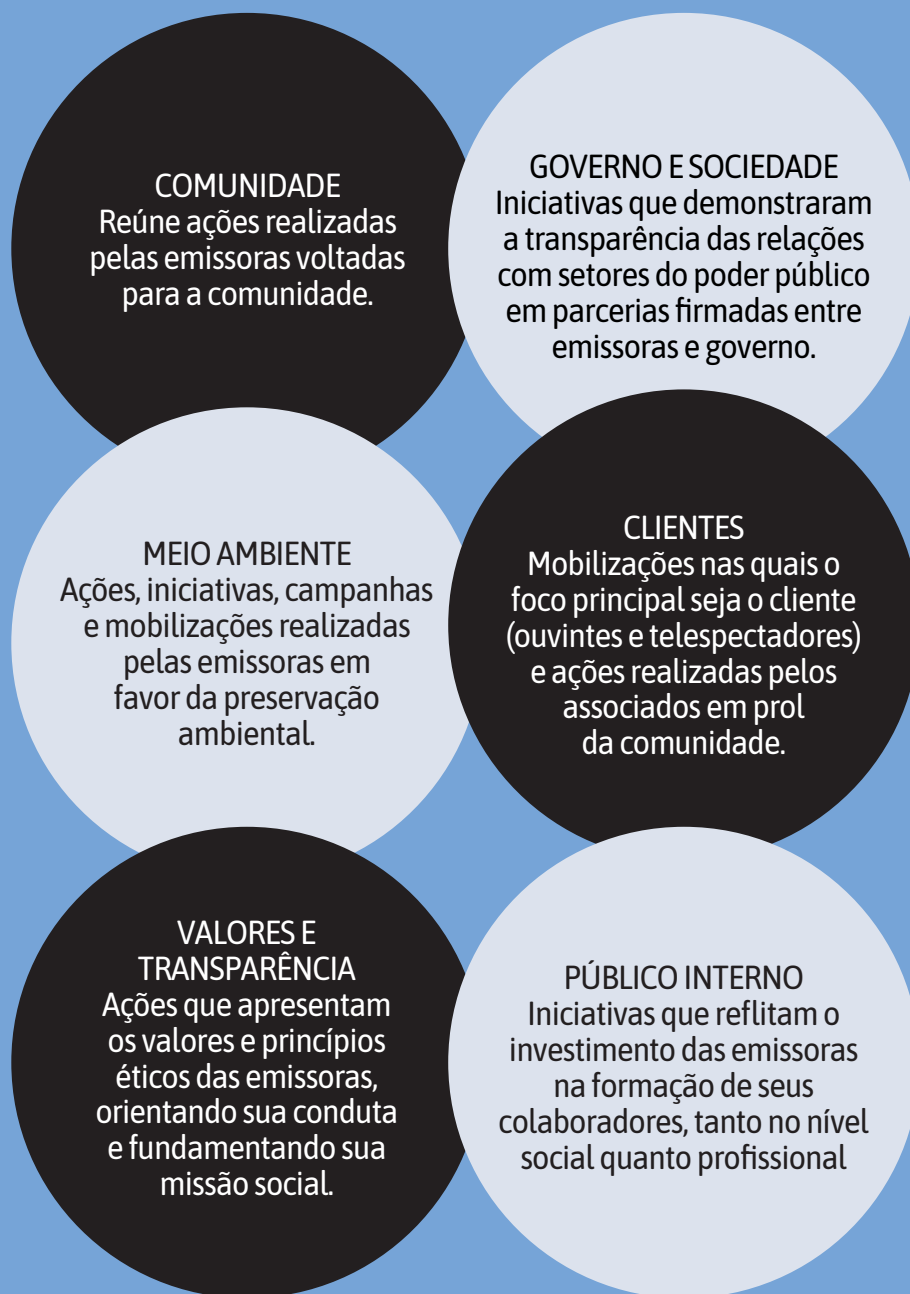 COMUNIDADE
Reúne ações realizadas
pelas emissoras voltadas
para a comunidade.
GOVERNO E SOCIEDADE
Iniciativas que demonstraram
a transparência das relações
com setores do poder público
em parcerias firmadas entre
emissoras e governo.
MEIO AMBIENTE
Ações, iniciativas, campanhas
e mobilizações realizadas
pelas emissoras em
favor da preservação
ambiental.
CLIENTES
Mobilizações nas quais o
foco principal seja o cliente
(ouvintes e telespectadores)
e ações realizadas pelos
associados em prol
da comunidade.
VALORES E
TRANSPARÊNCIA
Ações que apresentam
os valores e princípios
éticos das emissoras,
orientando sua conduta
e fundamentando sua
missão social.
PÚBLICO INTERNO
Iniciativas que reflitam o
investimento das emissoras
na formação de seus
colaboradores, tanto no nível
social quanto profissional